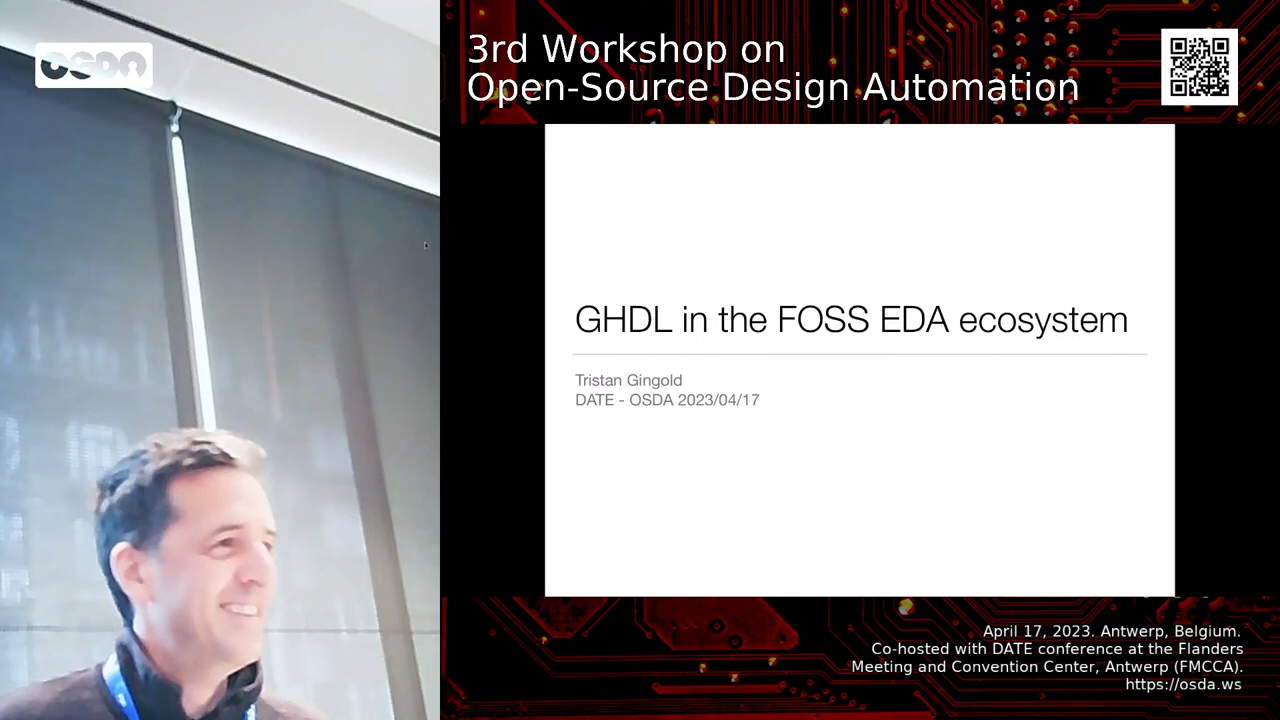 OSDA
3rd Workshop on
Open-Source Design Automation
GHDL in the FOSS EDA ecosystem
Tristan Gingold
DATE - OSDA 2023/04/17
April 17, 2023. Antwerp, Belgium.
Co-hosted with DATE conference at the Flanders
Meeting and Convention Center, Antwerp (FMCCA).
https://osda.ws